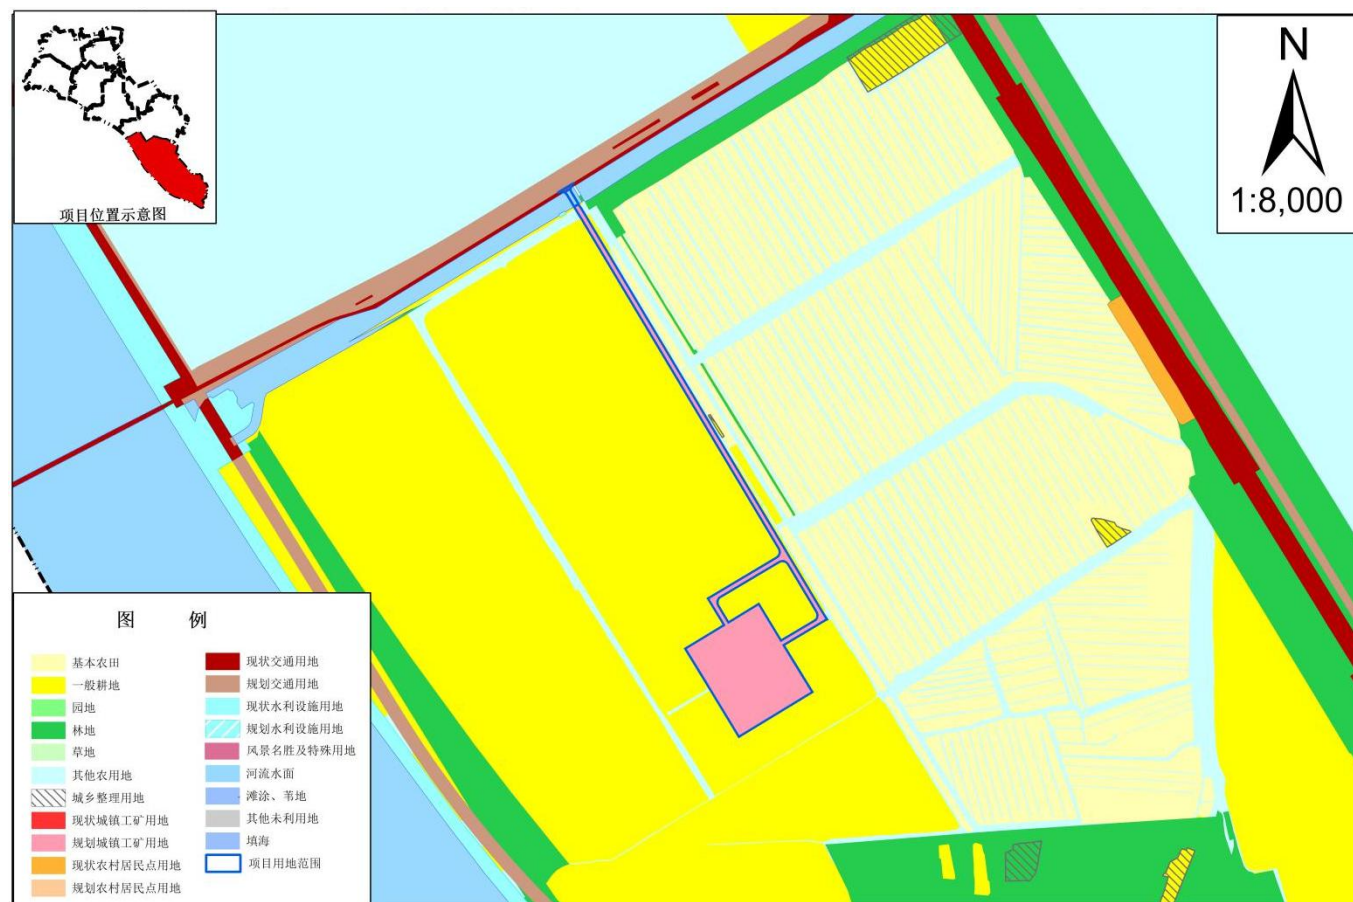 项目位置示意图
N
1:8,000
图 例
基本农田
一般耕地
园地
林地
草地
其他农用地
城乡整理用地
现状城镇工矿用地
规划城镇工矿用地
现状农村居民点用地
规划农村居民点用地
现状交通用地
规划交通用地
现状水利设施用地
规划水利设施用地
风景名胜及特殊用地
河流水面
滩涂、苇地
其他未利用地
填海
项目用地范围